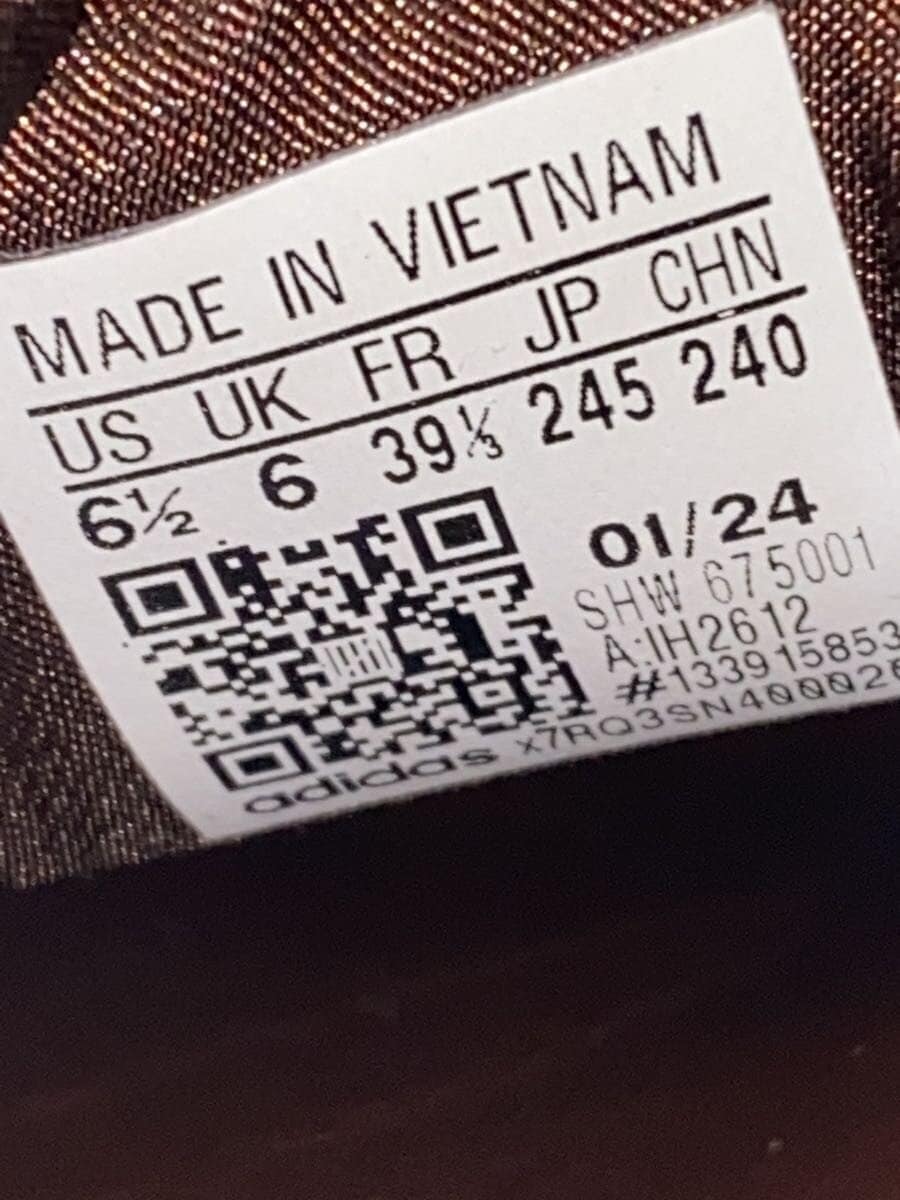 MADE IN VIETNAM
US UK FR JP CHN
6½ 6 39⅓ 245 240
01/24
SHW 675001
A:IH2612
#133915853
adidas x7RQ3SN400002